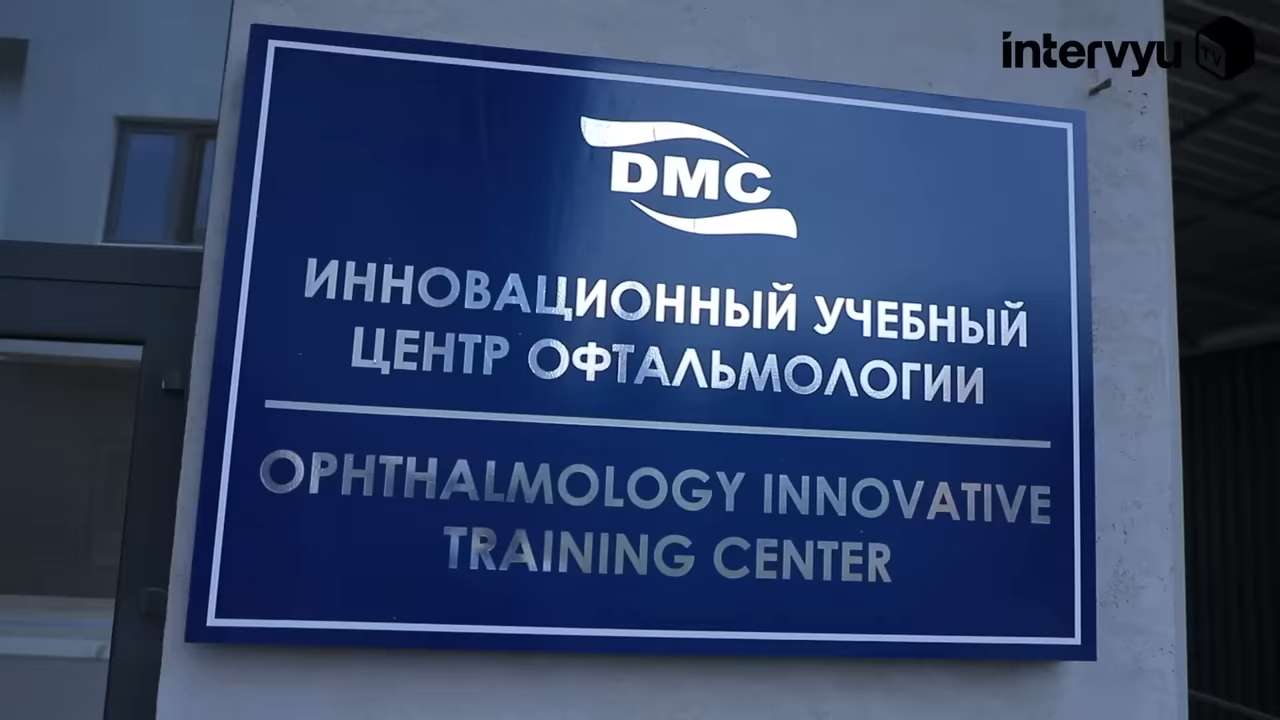 intervyu TV
DMC
ИННОВАЦИОННЫЙ УЧЕБНЫЙ
ЦЕНТР ОФТАЛЬМОЛОГИИ
OPHTHALMOLOGY INNOVATIVE
TRAINING CENTER